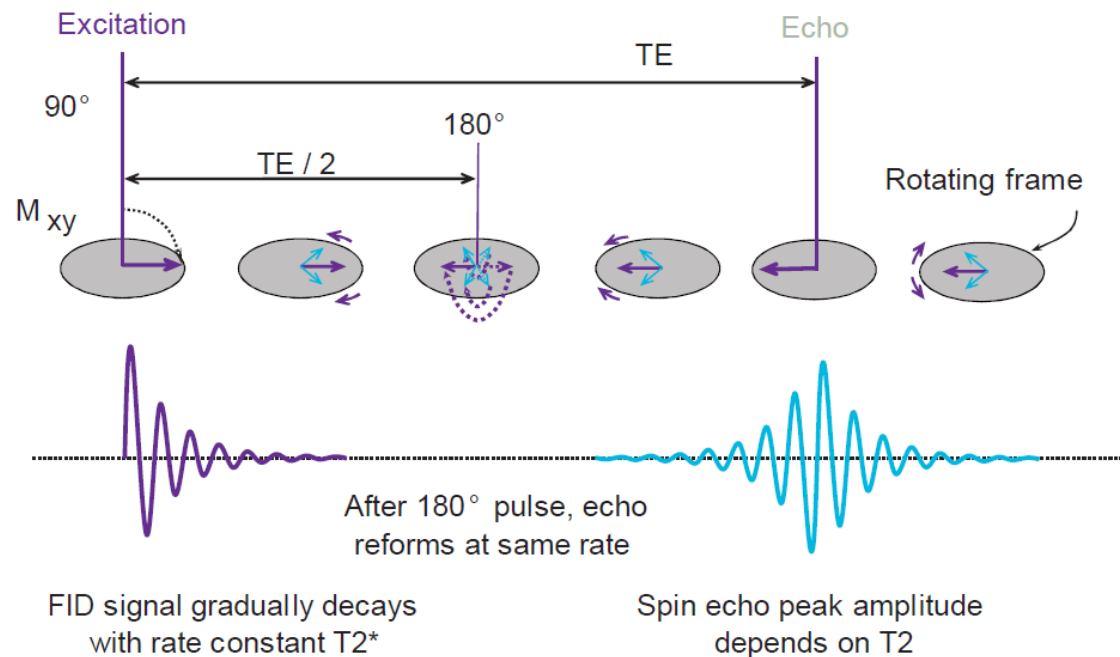 Excitation
Echo
TE
90°
180°
TE / 2
Rotating frame
M xy
After 180° pulse, echo
reforms at same rate
FID signal gradually decays
with rate constant T2*
Spin echo peak amplitude
depends on T2